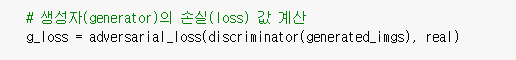 # 생성자(generator)의 손실(loss) 값 계산
g_loss = adversarial_loss(discriminator(generated_imgs), real)